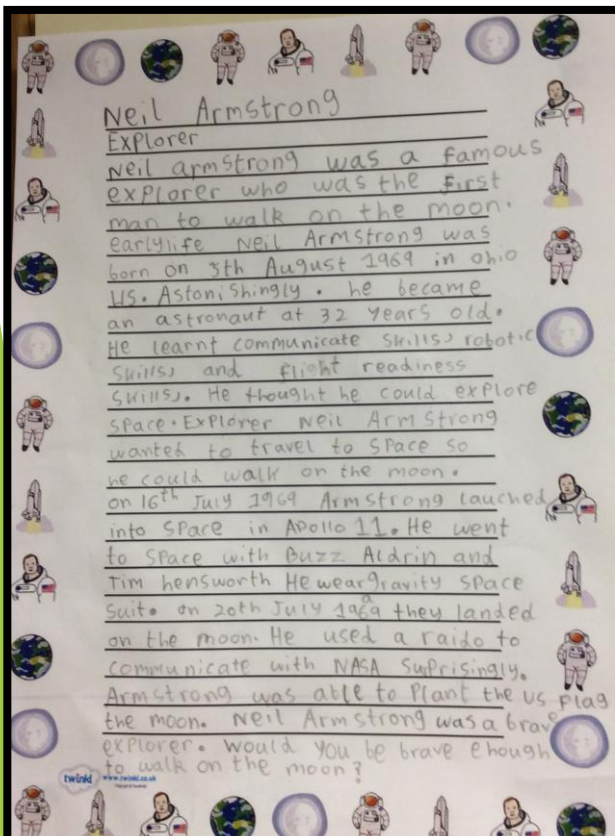 Neil Armstrong
Explorer
Neil armstrong was a famous
explorer who was the first
man to walk on the moon.
earlylife Neil Armstrong was
born on 5th August 1969 in ohio
US. Astonishingly. he became
an astronaut at 32 years old.
He learnt communicate skills, robotic
skills, and flight readiness
skills,. He thought he could explore
space. Explorer Neil Armstrong
wanted to travel to space so
he could walk on the moon.
on 16th July 1969 Armstrong lauched
into space in Apollo 11. He went
to space with Buzz Aldrin and
Tim hensworth He wear gravity space
suit. on 20th July 1969 they landed
on the moon. He used a raido to
communicate with NASA Surprisingly.
Armstrong was able to plant the US plag
the moon. Neil Armstrong was a brave
explorer. Would you be brave enough
to walk on the moon?
twinkl www.twinkl.co.uk